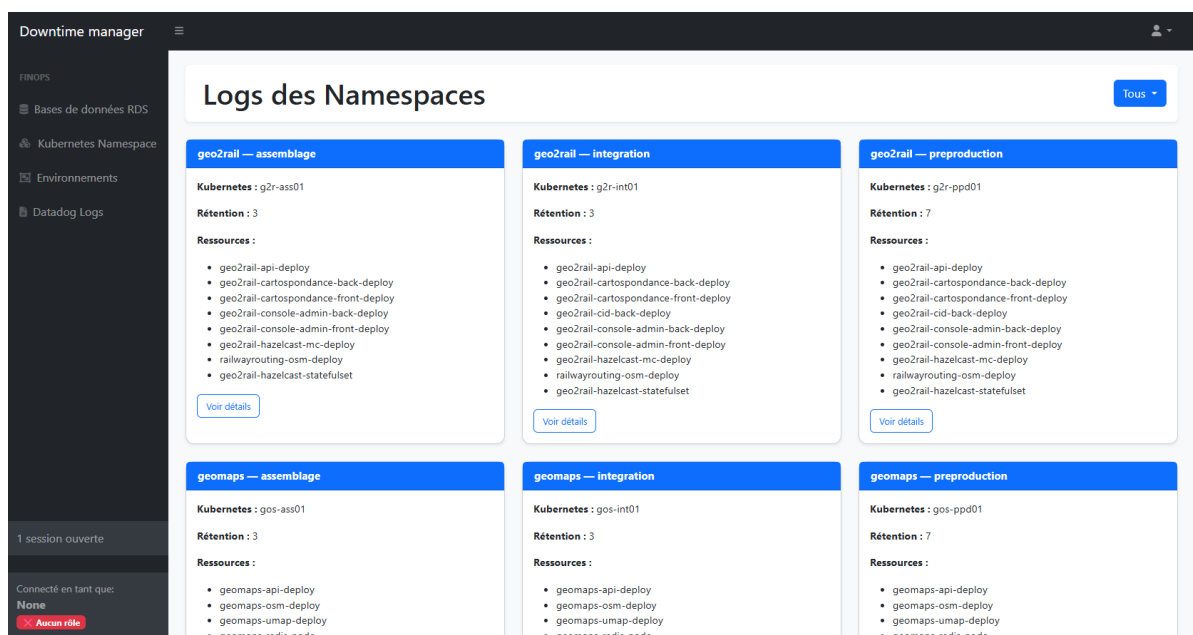 Downtime manager
FINOPS
Bases de données RDS
Kubernetes Namespace
Environnements
Datadog Logs
1 session ouverte
Connecté en tant que:
None
Aucun rôle
Logs des Namespaces
Tous
geo2rail — assemblage
Kubernetes : g2r-ass01
Rétention : 3
Ressources :
geo2rail-api-deploy
geo2rail-cartospondance-back-deploy
geo2rail-cartospondance-front-deploy
geo2rail-console-admin-back-deploy
geo2rail-console-admin-front-deploy
geo2rail-hazelcast-mc-deploy
railwayrouting-osm-deploy
geo2rail-hazelcast-statefulset
Voir détails
geo2rail — integration
Kubernetes : g2r-int01
Rétention : 3
Ressources :
geo2rail-api-deploy
geo2rail-cartospondance-back-deploy
geo2rail-cartospondance-front-deploy
geo2rail-cid-back-deploy
geo2rail-console-admin-back-deploy
geo2rail-console-admin-front-deploy
geo2rail-hazelcast-mc-deploy
railwayrouting-osm-deploy
geo2rail-hazelcast-statefulset
Voir détails
geo2rail — preproduction
Kubernetes : g2r-ppd01
Rétention : 7
Ressources :
geo2rail-api-deploy
geo2rail-cartospondance-back-deploy
geo2rail-cartospondance-front-deploy
geo2rail-cid-back-deploy
geo2rail-console-admin-back-deploy
geo2rail-console-admin-front-deploy
geo2rail-hazelcast-mc-deploy
railwayrouting-osm-deploy
geo2rail-hazelcast-statefulset
Voir détails
geomaps — assemblage
Kubernetes : gos-ass01
Rétention : 3
Ressources :
geomaps-api-deploy
geomaps-osm-deploy
geomaps-umap-deploy
geomaps — integration
Kubernetes : gos-int01
Rétention : 3
Ressources :
geomaps-api-deploy
geomaps-osm-deploy
geomaps-umap-deploy
geomaps — preproduction
Kubernetes : gos-ppd01
Rétention : 7
Ressources :
geomaps-api-deploy
geomaps-osm-deploy
geomaps-umap-deploy